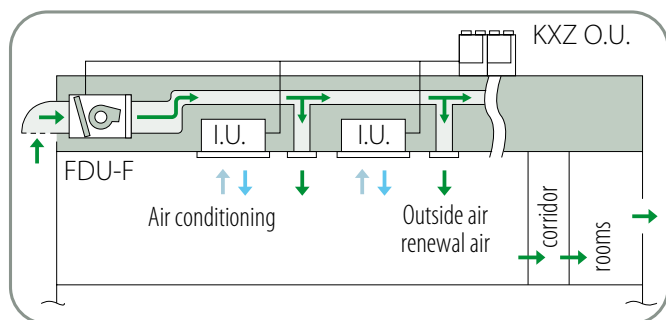 KXZ O.U.
I.U.
I.U.
FDU-F
Air conditioning
Outside air
renewal air
corridor
rooms